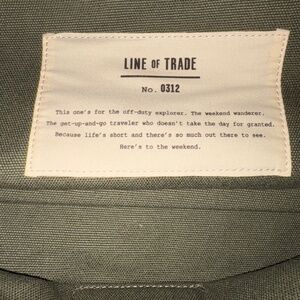 LINE OF TRADE
No. 0312
This one's for the off-duty explorer. The weekend wanderer.
The get-up-and-go traveler who doesn't take the day for granted.
Because life's short and there's so much out there to see.
Here's to the weekend.